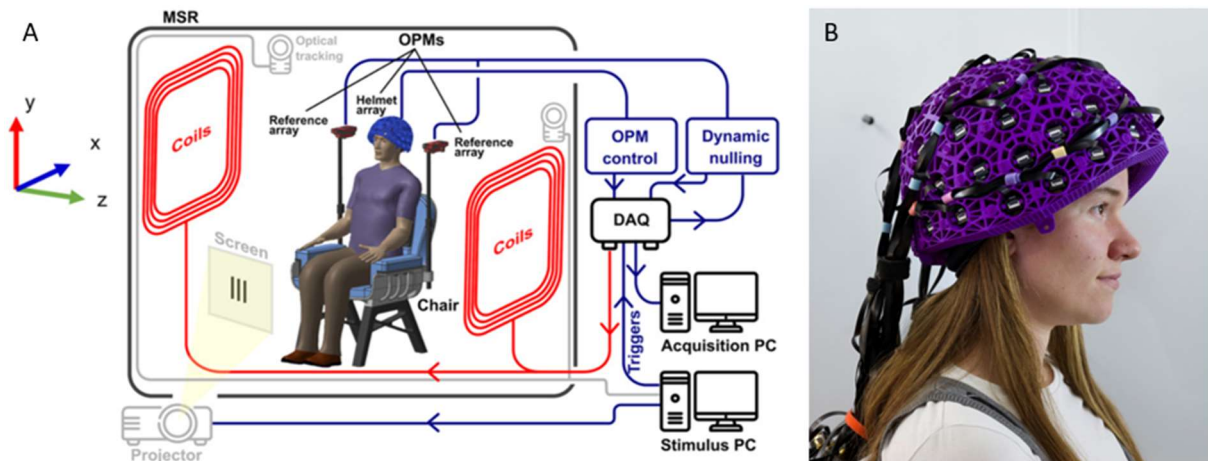 A
MSR
Optical
tracking
OPMs
y
x
z
Coils
Reference
array
Helmet
array
Reference
array
OPM
control
Dynamic
nulling
DAQ
Screen
Coils
Chair
Triggers
Acquisition PC
Stimulus PC
Projector
B